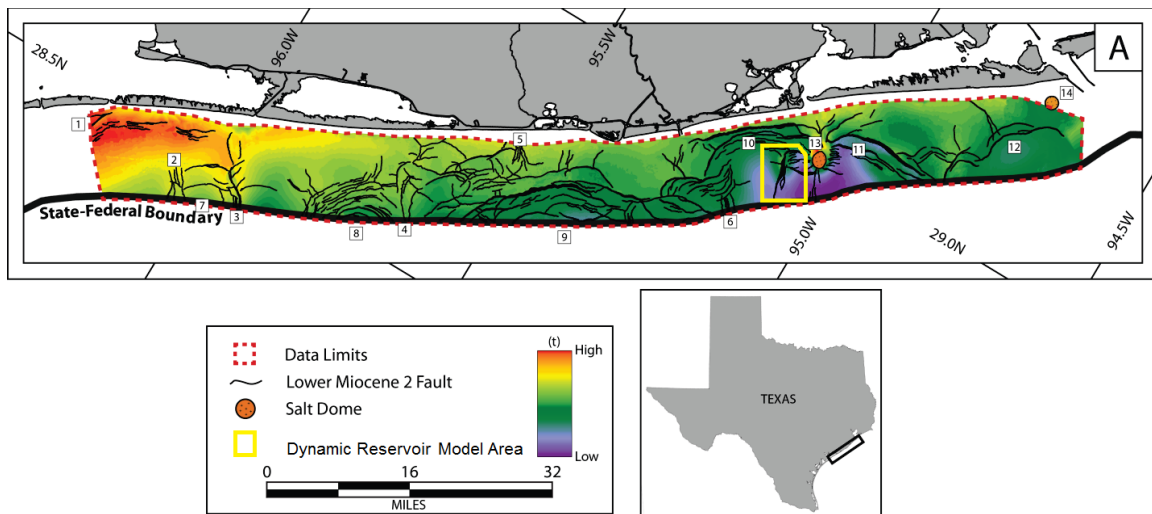 A
28.5N
96.0W
95.5W
14
1
5
10
13
11
12
2
7
3
8
4
9
6
State-Federal Boundary
95.0W
29.0N
94.5W
Data Limits
Lower Miocene 2 Fault
Salt Dome
Dynamic Reservoir Model Area
(t)
High
Low
0 16 32
MILES
TEXAS